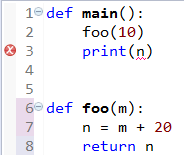 1 def main():
2     foo(10)
3     print(n)
4
5
6 def foo(m):
7     n = m + 20
8     return n